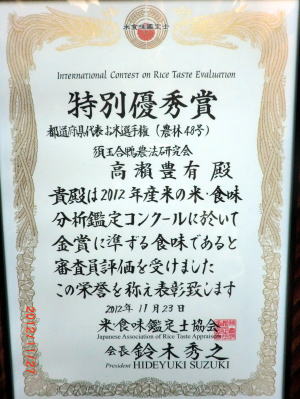 米食味鑑定士
International Contest on Rice Taste Evaluation
特別優秀賞
都道府県代表お米選手権（農林48号）
須玉合鴨農法研究会
高瀬豊有 殿
貴殿は2012年産米の米・食味
分析鑑定コンクールに於いて
金賞に準ずる食味であると
審査員評価を受けました
この栄誉を称え表彰致します
2012年 11月23日
米・食味鑑定士協会
Japanese Association of Rice Taste Appraisers
会長 鈴木秀之
President HIDEYUKI SUZUKI